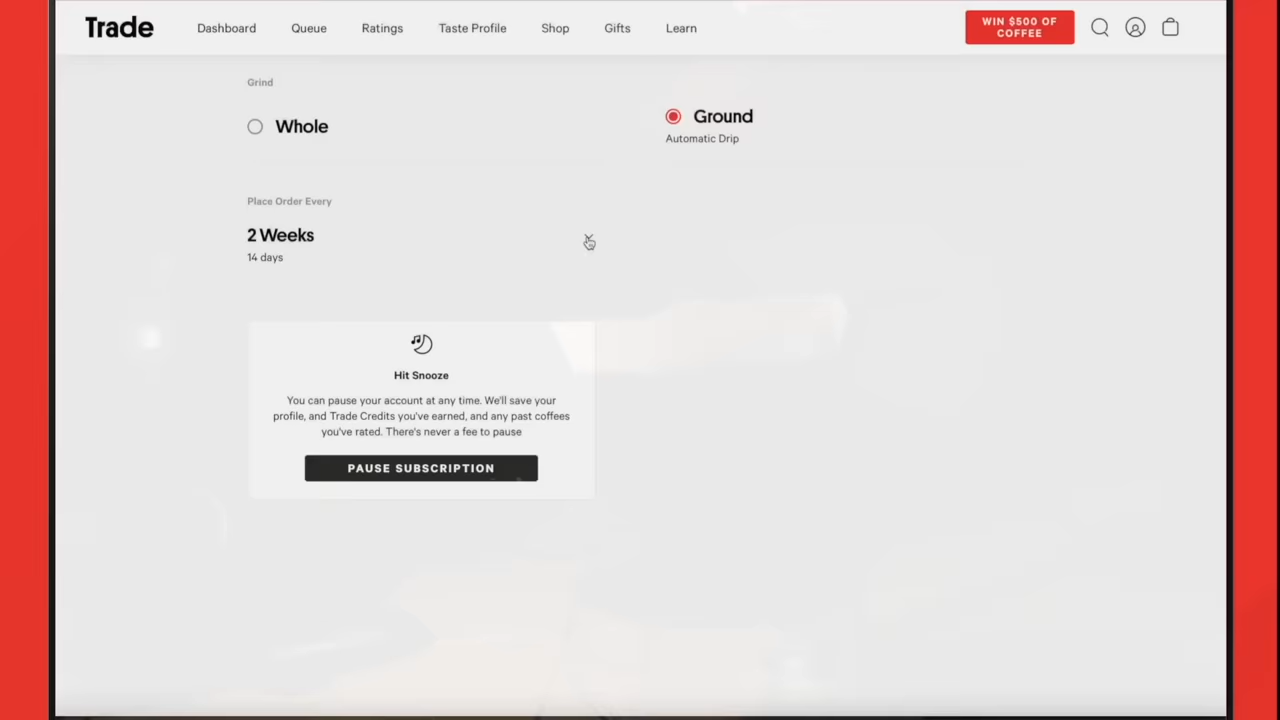 Trade
Dashboard
Queue
Ratings
Taste Profile
Shop
Gifts
Learn
WIN $500 OF
COFFEE
Grind
Whole
Ground
Automatic Drip
Place Order Every
2 Weeks
14 days
Hit Snooze
You can pause your account at any time. We'll save your
profile, and Trade Credits you've earned, and any past coffees
you've rated. There's never a fee to pause
PAUSE SUBSCRIPTION